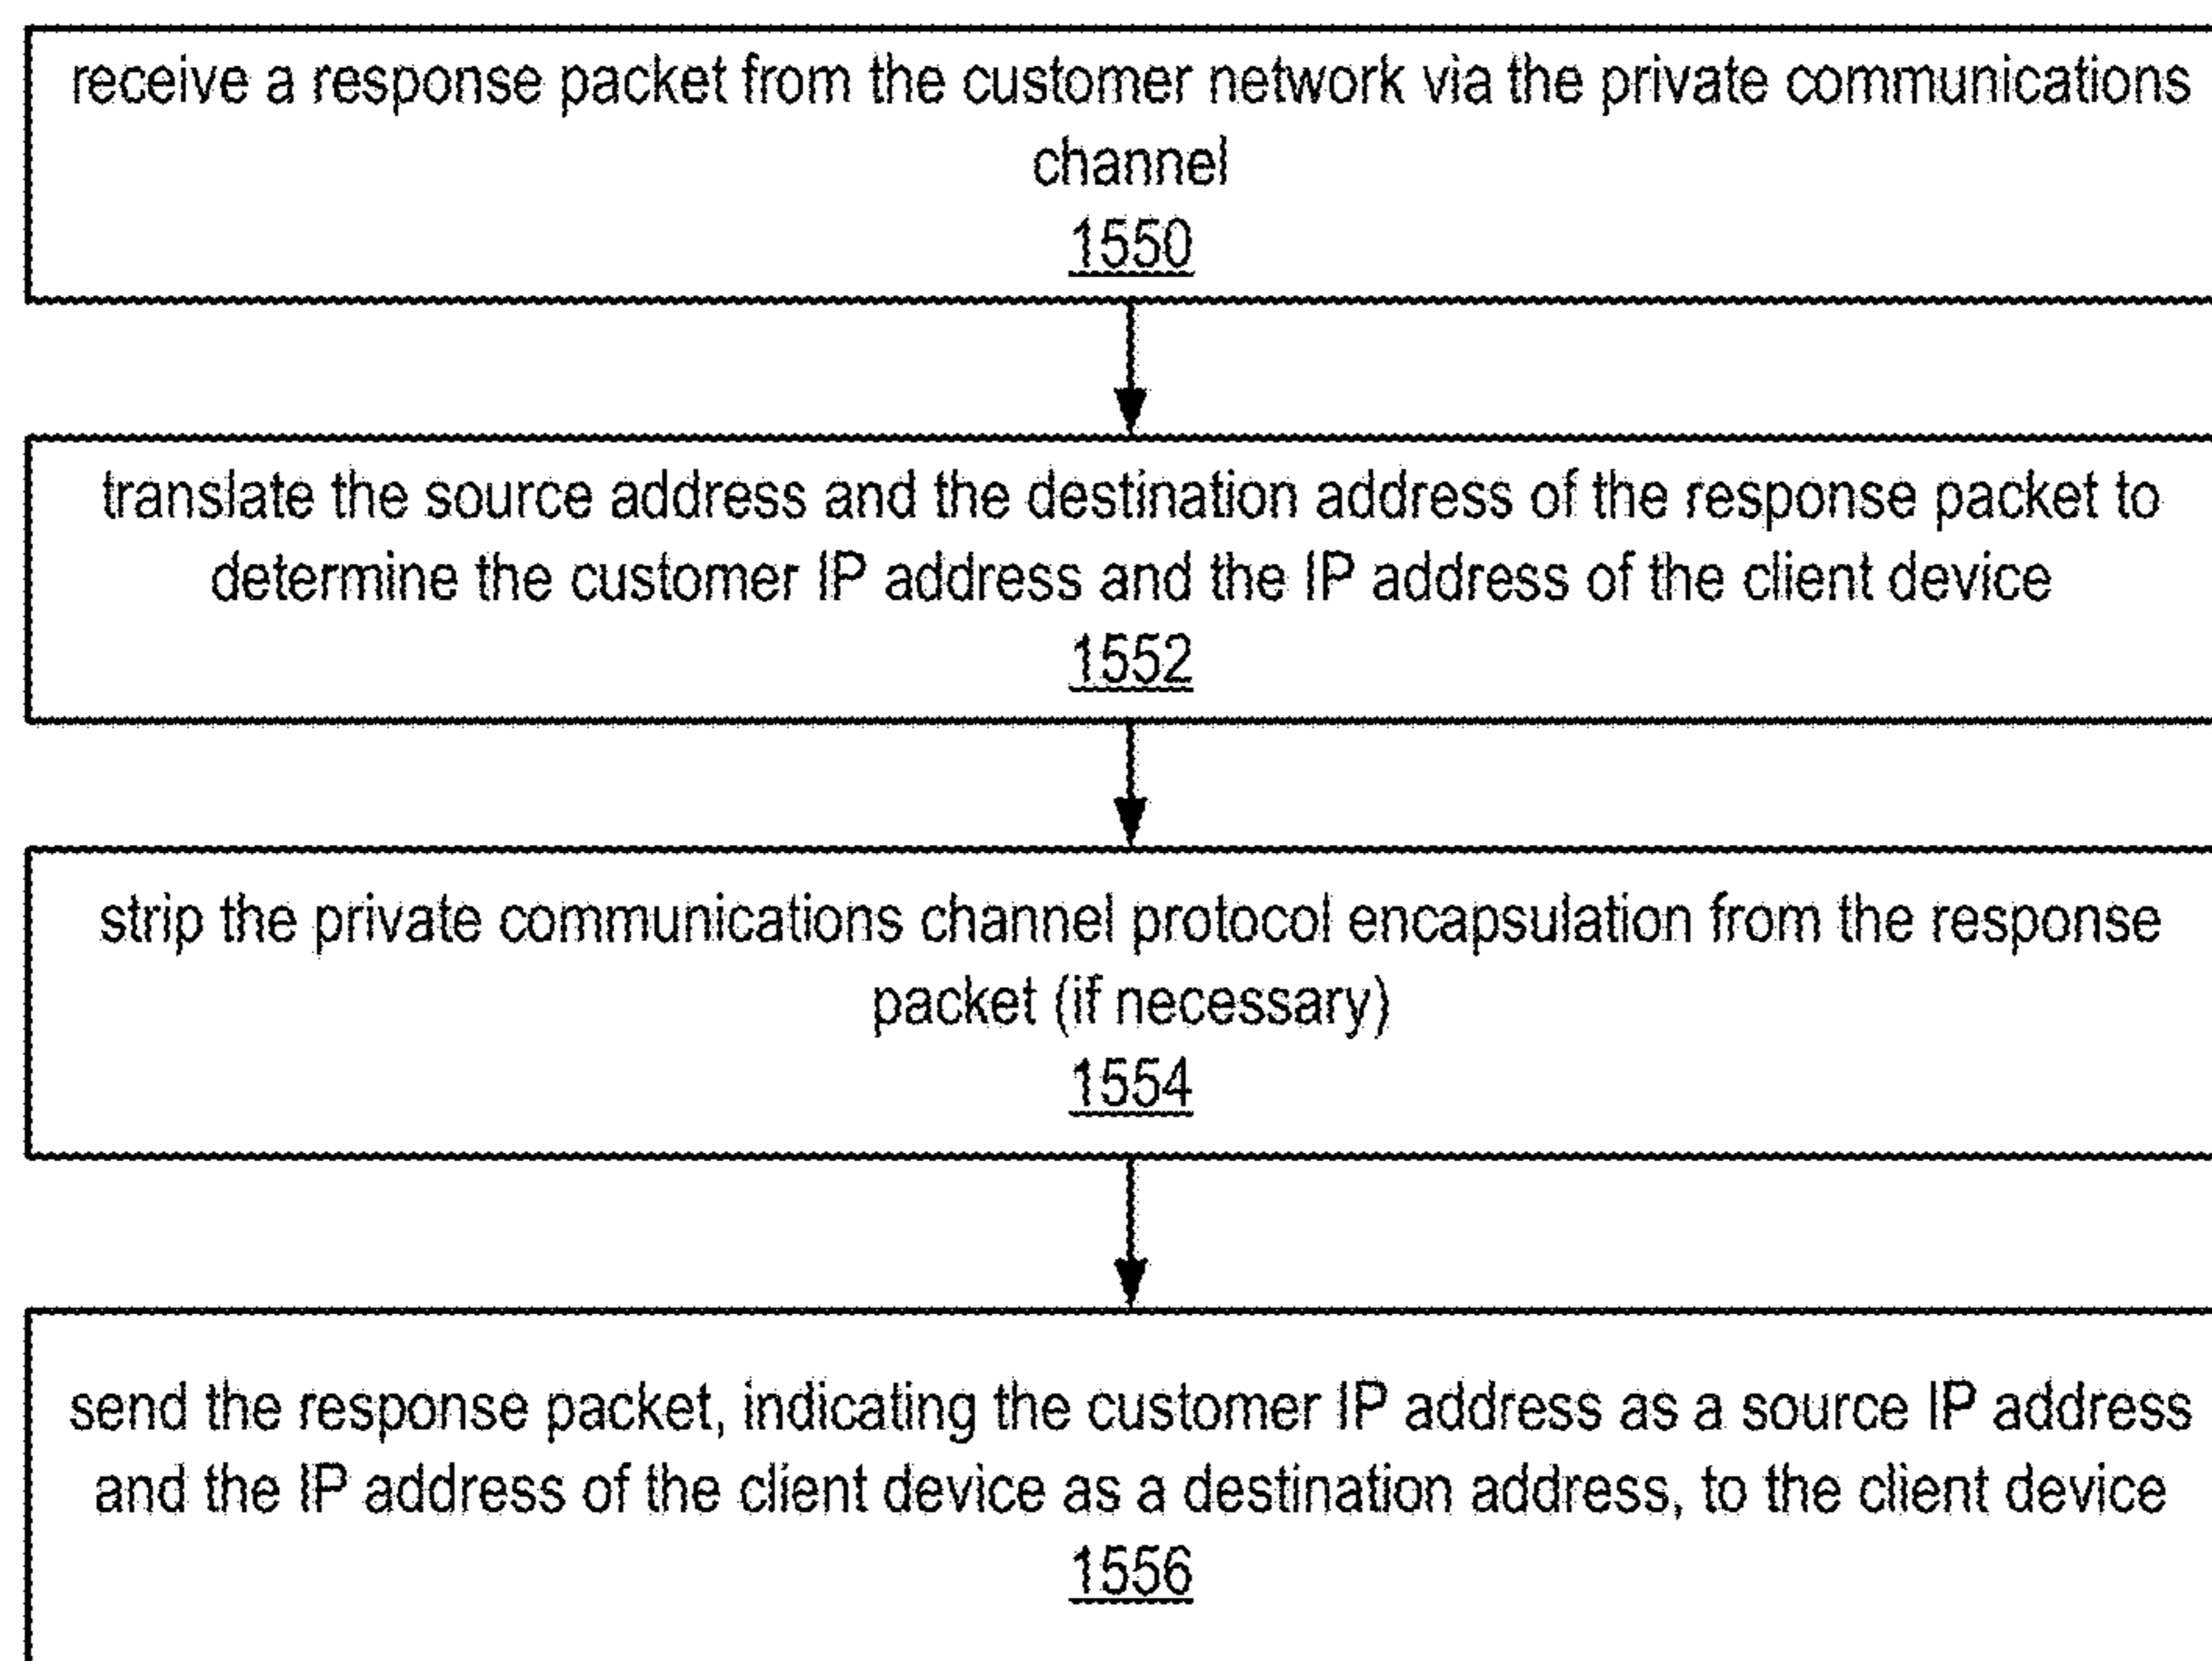 receive a response packet from the customer network via the private communications
channel
1550
translate the source address and the destination address of the response packet to
determine the customer IP address and the IP address of the client device
1552
strip the private communications channel protocol encapsulation from the response
packet (if necessary)
1554
send the response packet, indicating the customer IP address as a source IP address
and the IP address of the client device as a destination address, to the client device
1556